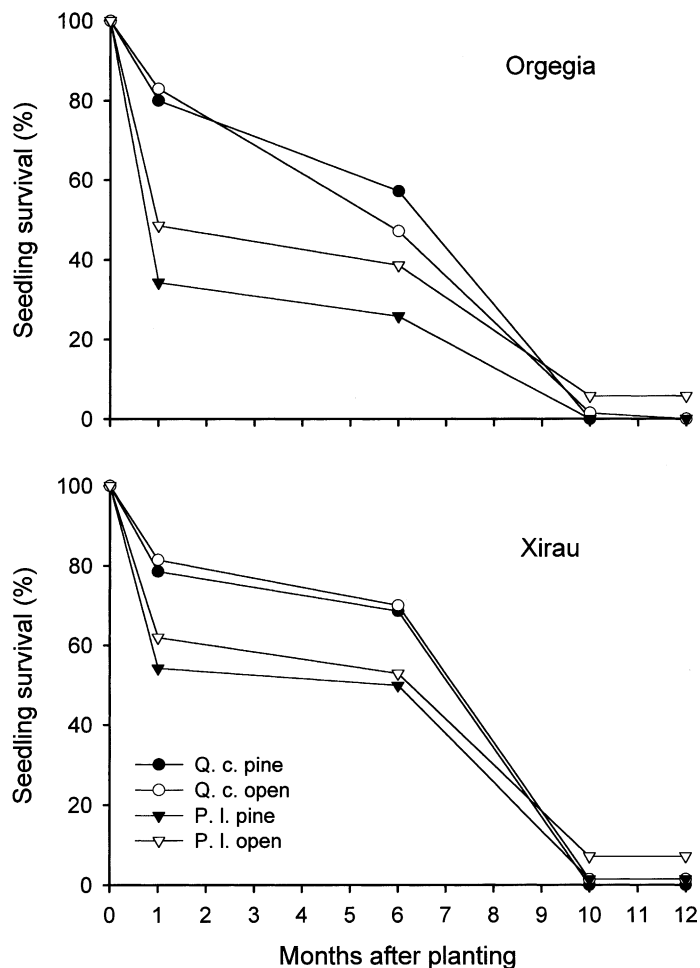 Orgegia
Seedling survival (%)
100
80
60
40
20
0
Xirau
Seedling survival (%)
100
80
60
40
20
0
Q. c. pine
Q. c. open
P. l. pine
P. l. open
0 1 2 3 4 5 6 7 8 9 10 11 12
Months after planting